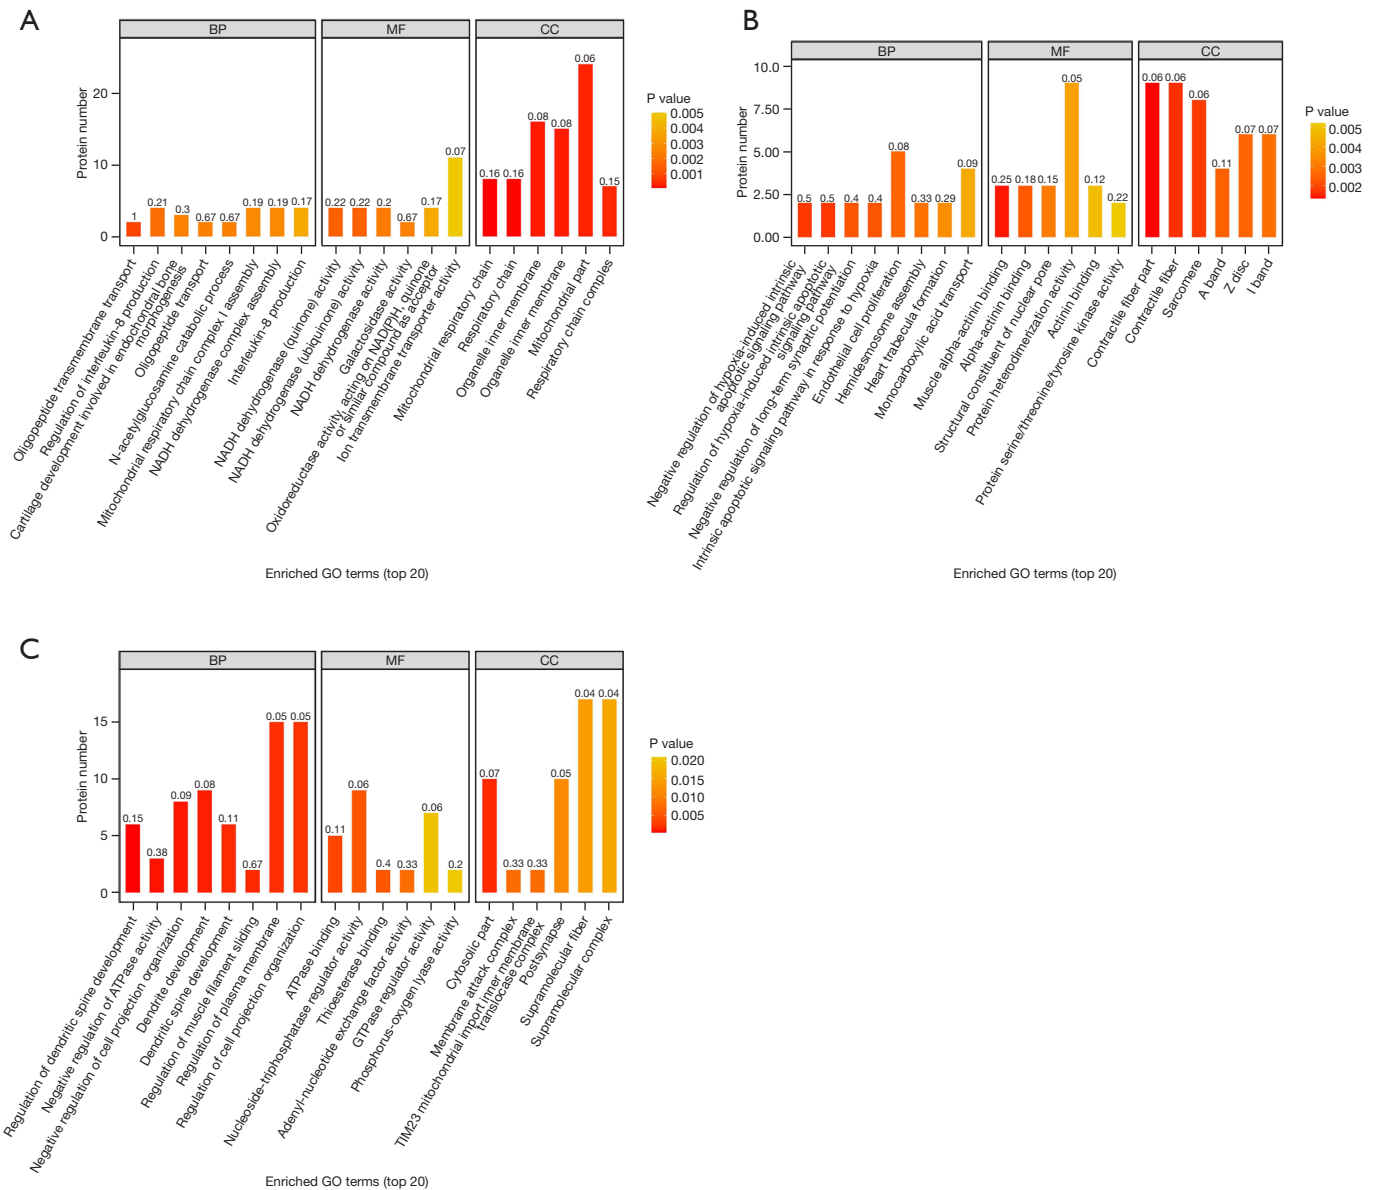 A
BP
MF
CC
Protein number
20
10
0
1
0.21
0.3
0.67
0.67
0.19
0.19
0.17
0.22
0.22
0.2
0.67
0.17
0.07
0.16
0.16
0.08
0.08
0.06
0.15
P value
0.005
0.004
0.003
0.002
0.001
Oligopeptide transmembrane transport
Regulation of interleukin-8 production
Cartilage development involved in endochondral bone
morphogenesis
Oligopeptide transport
N-acetylglucosamine catabolic process
Mitochondrial respiratory chain complex I assembly
NADH dehydrogenase complex assembly
Interleukin-8 production
NADH dehydrogenase (quinone) activity
NADH dehydrogenase (ubiquinone) activity
NADH dehydrogenase activity
Galactosidase activity
Oxidoreductase activity, acting on NAD(P)H, quinone
or similar compound as acceptor
Ion transmembrane transporter activity
Mitochondrial respiratory chain
Respiratory chain
Organelle inner membrane
Organelle inner membrane
Mitochondrial part
Respiratory chain complex
Enriched GO terms (top 20)
B
BP
MF
CC
Protein number
10.0
7.50
5.00
2.50
0.00
0.5
0.5
0.4
0.4
0.08
0.33
0.29
0.09
0.25
0.18
0.15
0.05
0.12
0.22
0.06
0.06
0.06
0.11
0.07
0.07
P value
0.005
0.004
0.003
0.002
Negative regulation of hypoxia-induced intrinsic
apoptotic signaling pathway
Regulation of hypoxia-induced intrinsic apoptotic
signaling pathway
Negative regulation of long-term synaptic potentiation
Intrinsic apoptotic signaling pathway in response to hypoxia
Endothelial cell proliferation
Hemidesmosome assembly
Heart trabecula formation
Monocarboxylic acid transport
Muscle alpha-actinin binding
Alpha-actinin binding
Structural constituent of nuclear pore
Protein heterodimerization activity
Actinin binding
Protein serine/threonine/tyrosine kinase activity
Contractile fiber part
Contractile fiber
Sarcomere
A band
Z disc
I band
Enriched GO terms (top 20)
C
BP
MF
CC
Protein number
15
10
5
0
0.15
0.38
0.09
0.08
0.11
0.67
0.05
0.05
0.11
0.06
0.4
0.33
0.06
0.2
0.07
0.33
0.33
0.05
0.04
0.04
P value
0.020
0.015
0.010
0.005
Regulation of dendritic spine development
Negative regulation of ATPase activity
Negative regulation of cell projection organization
Dendrite development
Dendritic spine development
Regulation of muscle filament sliding
Regulation of plasma membrane
Regulation of cell projection organization
ATPase binding
Nucleoside-triphosphatase regulator activity
Thioesterase binding
Adenyl-nucleotide exchange factor activity
GTPase regulator activity
Phosphorus-oxygen lyase activity
Cytosolic part
Membrane attack complex
TIM23 mitochondrial import inner membrane
translocase complex
Postsynapse
Supramolecular fiber
Supramolecular complex
Enriched GO terms (top 20)